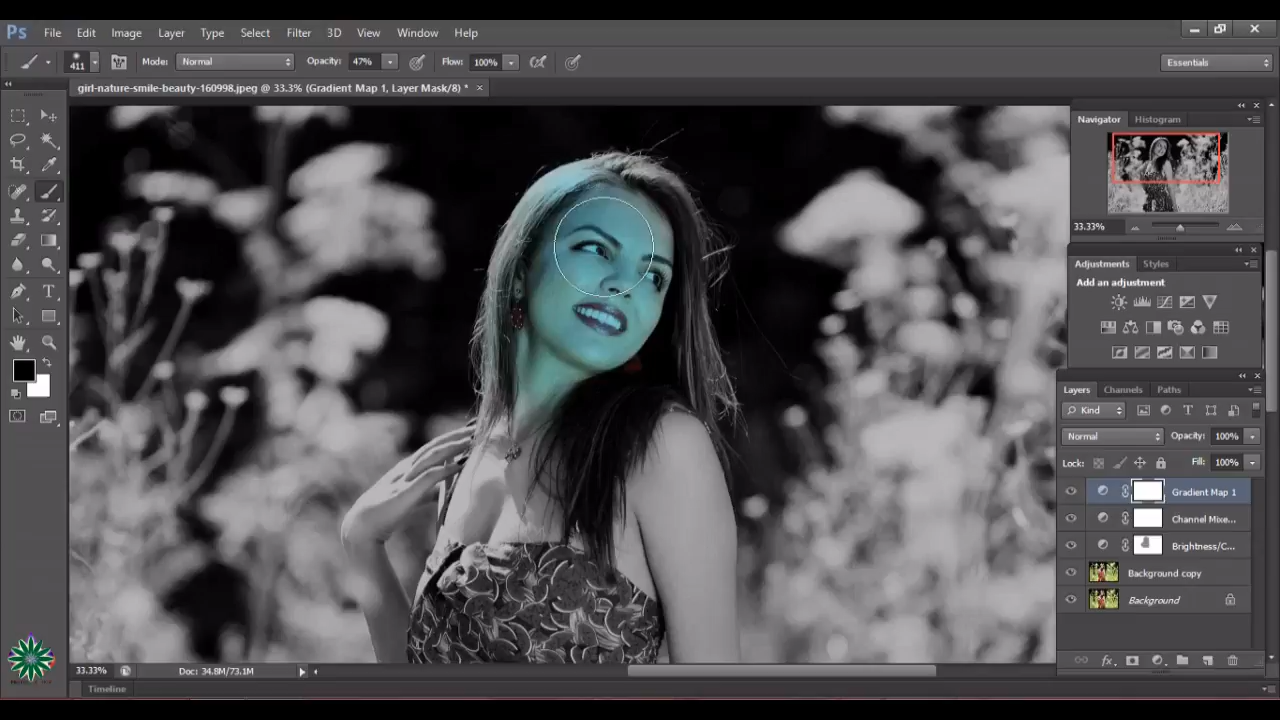 Ps File Edit Image Layer Type Select Filter 3D View Window Help
411 Mode: Normal Opacity: 47% Flow: 100% Essentials
girl-nature-smile-beauty-160998.jpeg @ 33.3% (Gradient Map 1, Layer Mask/8) *
Navigator Histogram
33.33%
Adjustments Styles
Add an adjustment
Layers Channels Paths
Kind
Normal Opacity: 100%
Lock: Fill: 100%
Gradient Map 1
Channel Mixe...
Brightness/C...
Background copy
Background
33.33% Doc: 34.8M/73.1M
Timeline